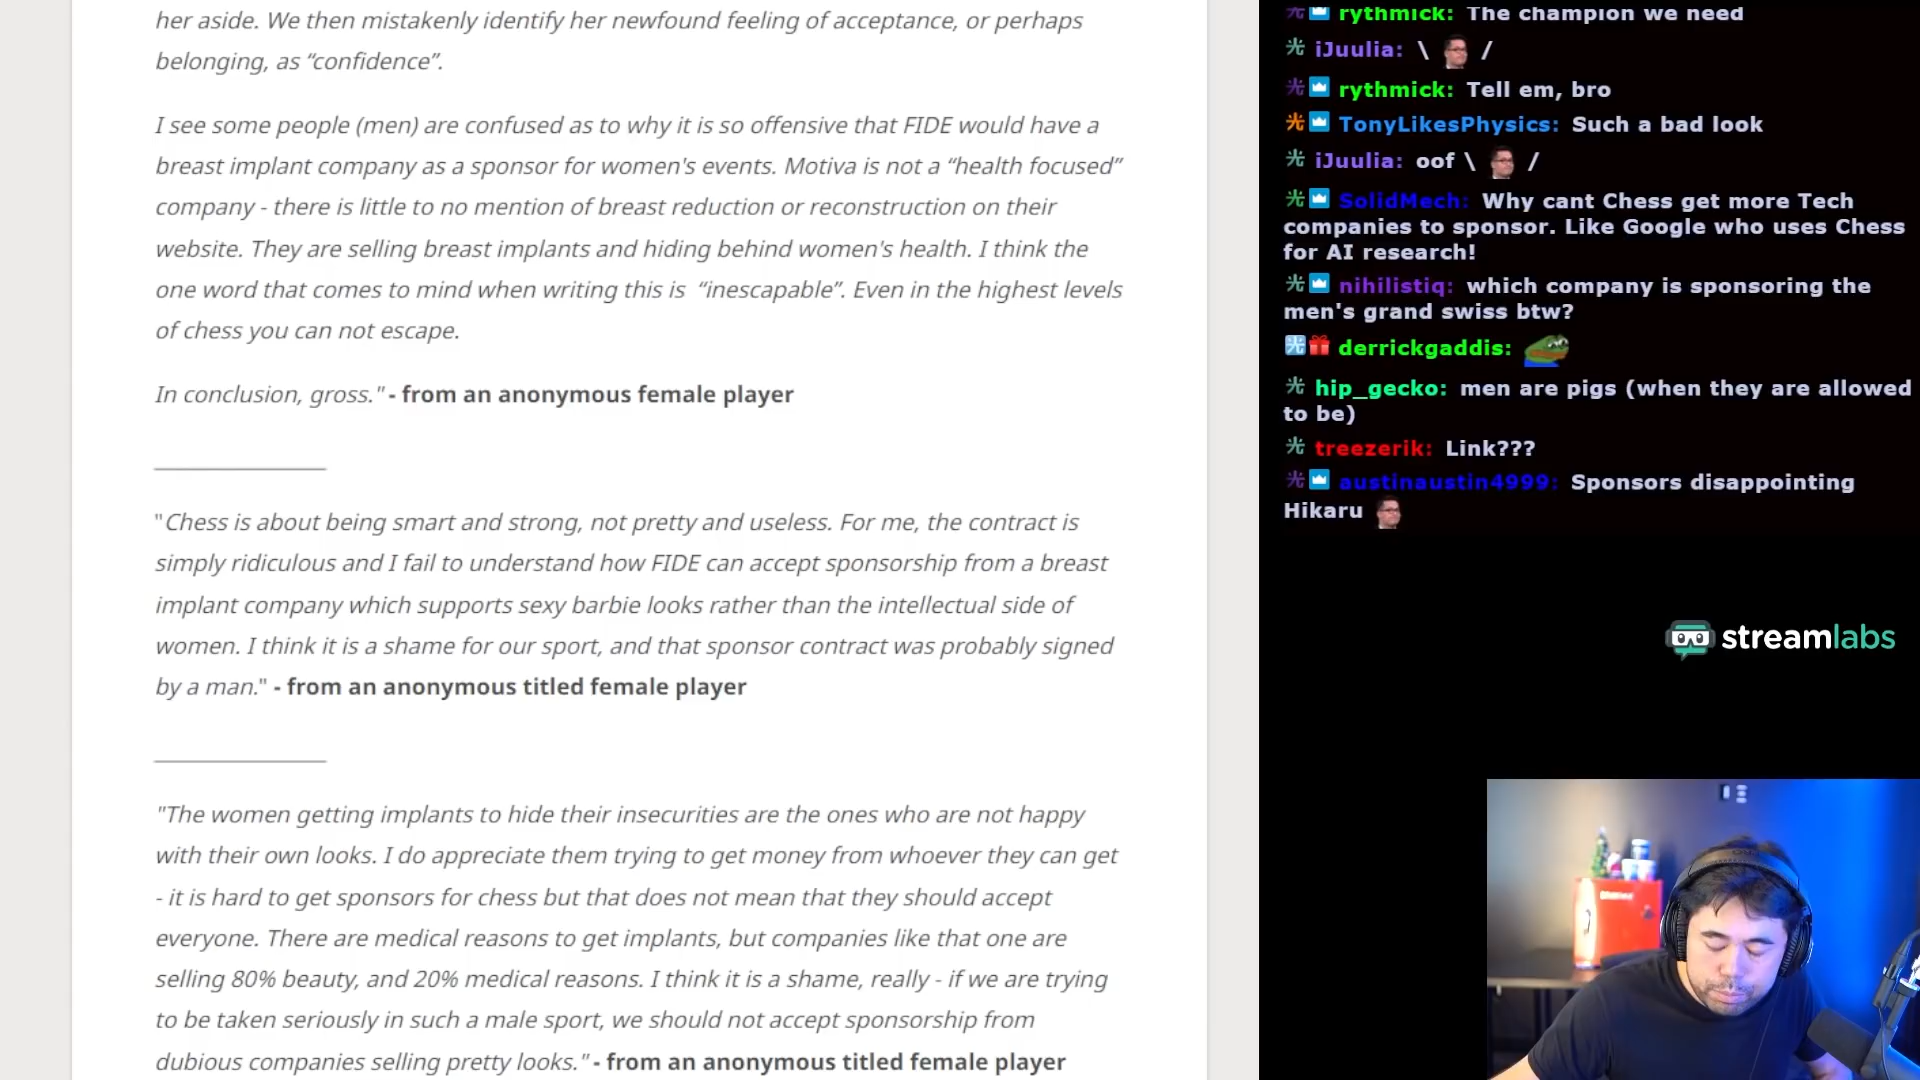 her aside. We then mistakenly identify her newfound feeling of acceptance, or perhaps
belonging, as “confidence”.
I see some people (men) are confused as to why it is so offensive that FIDE would have a
breast implant company as a sponsor for women's events. Motiva is not a “health focused”
company - there is little to no mention of breast reduction or reconstruction on their
website. They are selling breast implants and hiding behind women's health. I think the
one word that comes to mind when writing this is “inescapable”. Even in the highest levels
of chess you can not escape.
In conclusion, gross." - from an anonymous female player
"Chess is about being smart and strong, not pretty and useless. For me, the contract is
simply ridiculous and I fail to understand how FIDE can accept sponsorship from a breast
implant company which supports sexy barbie looks rather than the intellectual side of
women. I think it is a shame for our sport, and that sponsor contract was probably signed
by a man." - from an anonymous titled female player
"The women getting implants to hide their insecurities are the ones who are not happy
with their own looks. I do appreciate them trying to get money from whoever they can get
- it is hard to get sponsors for chess but that does not mean that they should accept
everyone. There are medical reasons to get implants, but companies like that one are
selling 80% beauty, and 20% medical reasons. I think it is a shame, really - if we are trying
to be taken seriously in such a male sport, we should not accept sponsorship from
dubious companies selling pretty looks." - from an anonymous titled female player
rythmick: The champion we need
iJuulia: \ /
rythmick: Tell em, bro
TonyLikesPhysics: Such a bad look
iJuulia: oof \ /
SolidMech: Why cant Chess get more Tech
companies to sponsor. Like Google who uses Chess
for AI research!
nihilistiq: which company is sponsoring the
men's grand swiss btw?
derrickgaddis:
hip_gecko: men are pigs (when they are allowed
to be)
treezerik: Link???
austinaustin4999: Sponsors disappointing
Hikaru
streamlabs